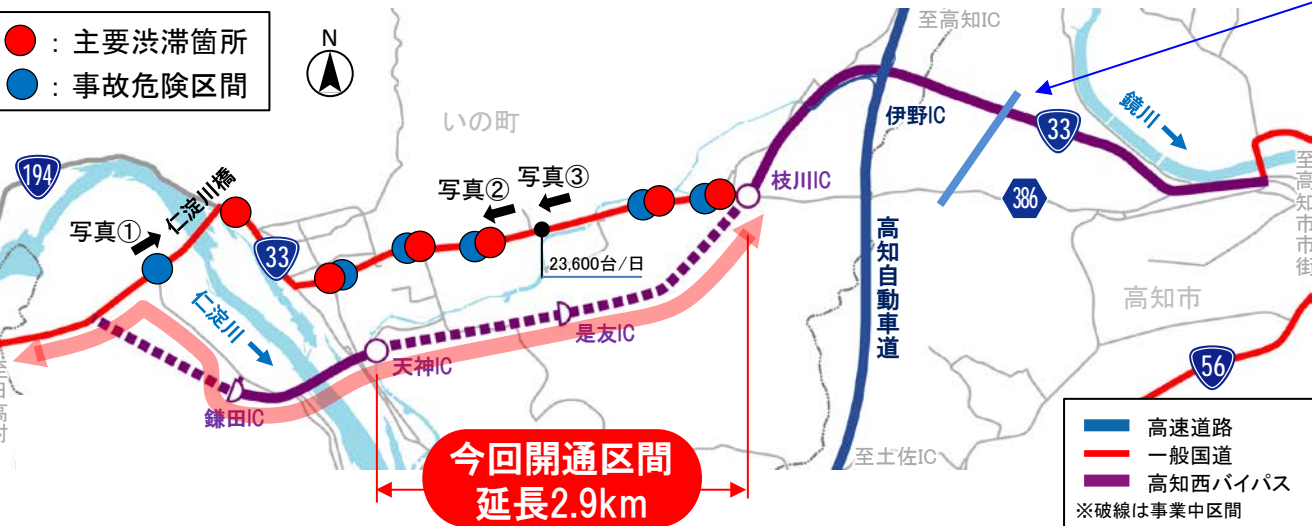 ：主要渋滞箇所
：事故危険区間
N
至高知IC
いの町
伊野IC
33
鏡川
194
仁淀川橋
写真①
写真②
写真③
枝川IC
386
至高知市市街
33
23,600台/日
高知自動車道
高知市
仁淀川
是友IC
天神IC
56
至日高村
鎌田IC
至土佐IC
今回開通区間
延長2.9km
高速道路
一般国道
高知西バイパス
※破線は事業中区間